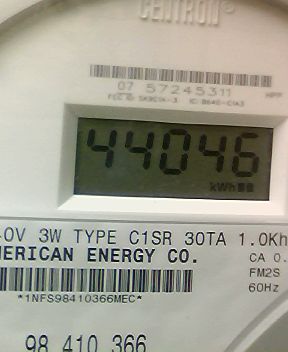 CENTRON®
07 57245311
44046
kWh
0V 3W TYPE C1SR 30TA 1.0Kh
ERICAN ENERGY CO.
CA 0.
FM2S
*1NFS98410366MEC*
60Hz
98 410 366